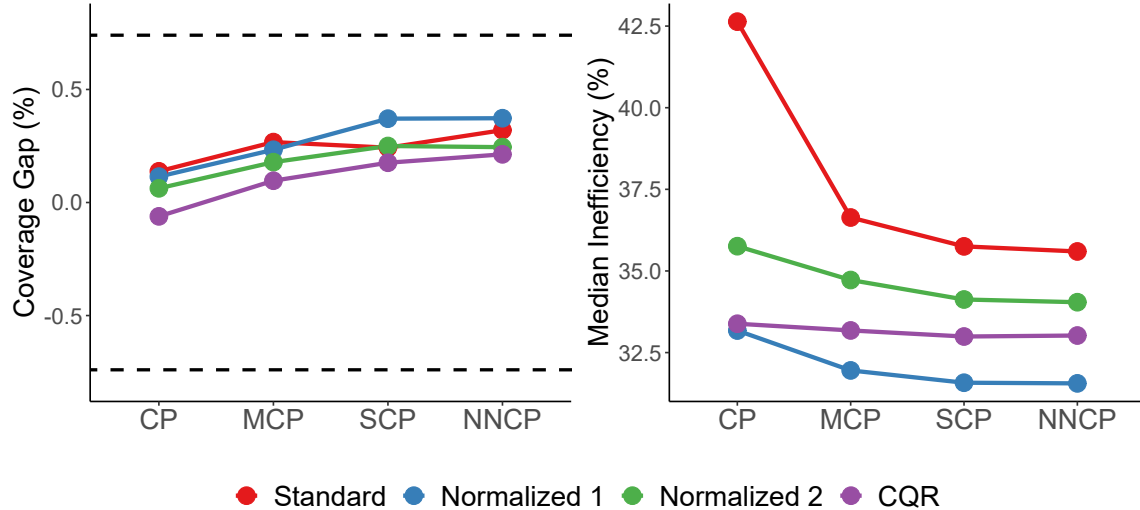 Coverage Gap (%)
0.5
0.0
-0.5
CP MCP SCP NNCP
Median Inefficiency (%)
42.5
40.0
37.5
35.0
32.5
CP MCP SCP NNCP
Standard Normalized 1 Normalized 2 CQR